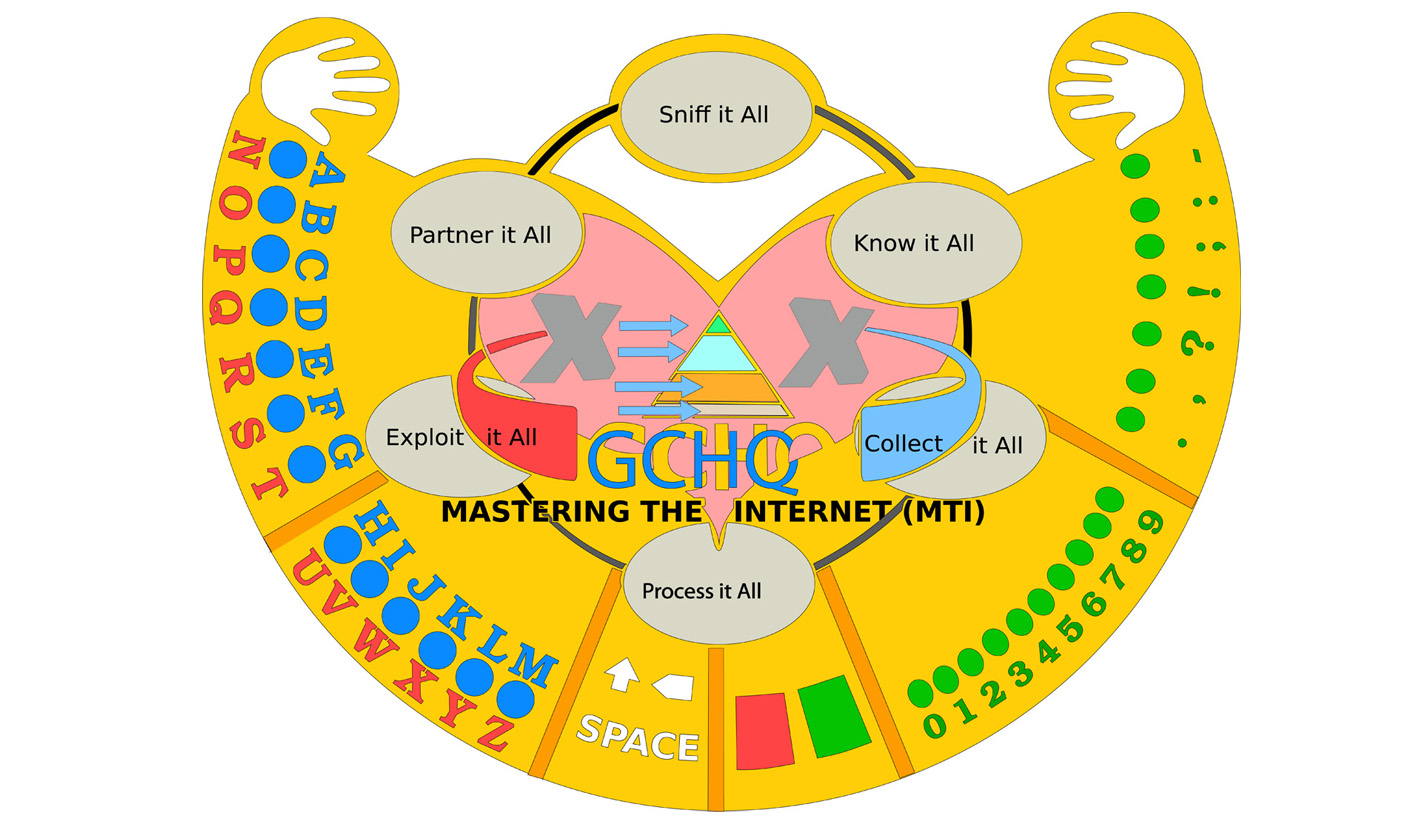 Sniff it All
Partner it All
Know it All
X
X
Exploit it All
Collect it All
GCHQ
MASTERING THE INTERNET (MTI)
Process it All
A B C D E F G
N O P Q R S T
H I J K L M
U V W X Y Z
SPACE
0 1 2 3 4 5 6 7 8 9
- : ; ! ? , .